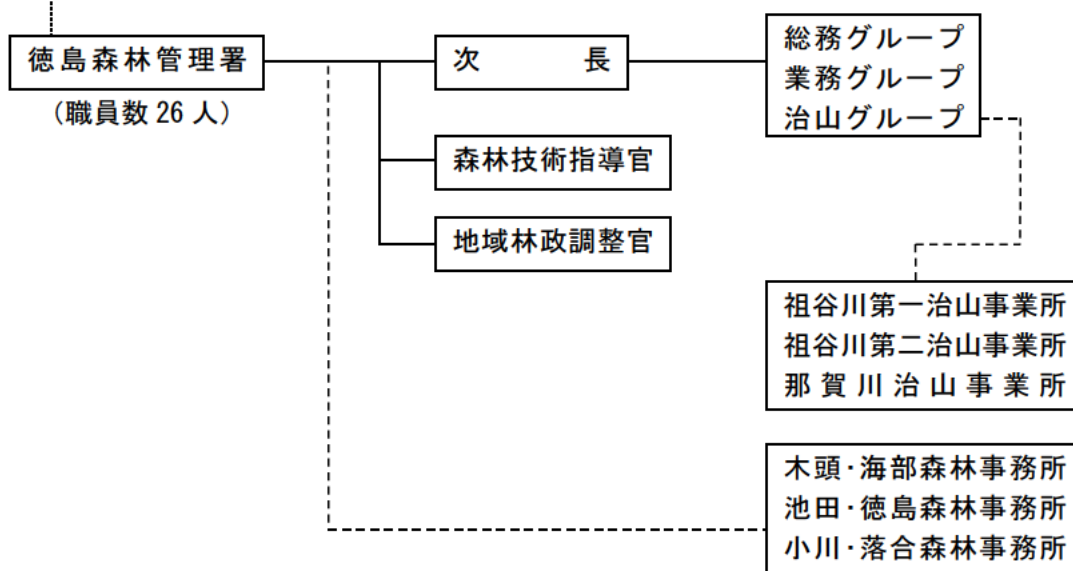 徳島森林管理署
（職員数 26 人）
次　　　長
森林技術指導官
地域林政調整官
総務グループ
業務グループ
治山グループ
祖谷川第一治山事業所
祖谷川第二治山事業所
那賀川治山事業所
木頭・海部森林事務所
池田・徳島森林事務所
小川・落合森林事務所